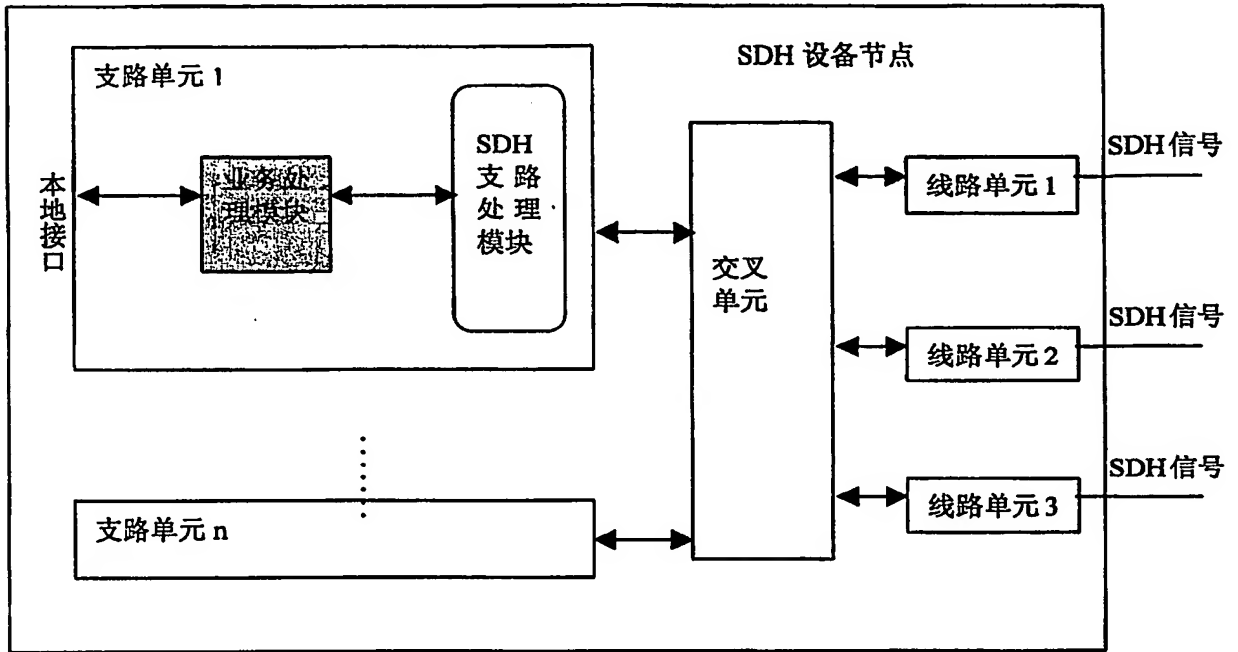 SDH 设备节点
支路单元 1
本地接口
业务处
理模块
SDH
支 路
处 理
模块
交叉
单元
线路单元 1
SDH信号
线路单元 2
SDH信号
线路单元 3
SDH信号
支路单元 n